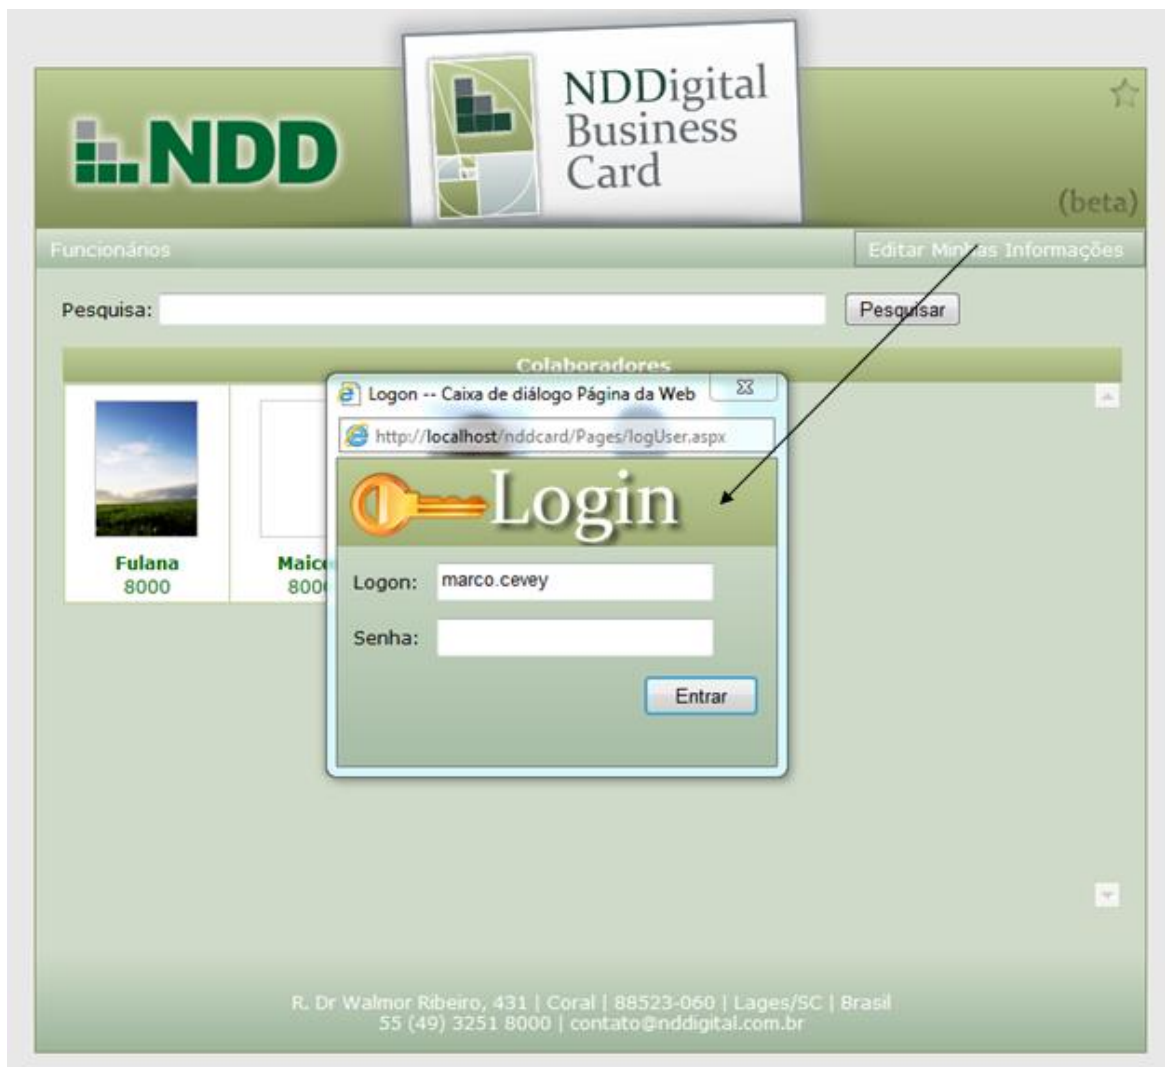 NDD
NDDigital
Business
Card
(beta)
Funcionários
Editar Minhas Informações
Pesquisa:
Pesquisar
Colaboradores
Fulana
8000
Logon -- Caixa de diálogo Página da Web
http://localhost/nddcard/Pages/logUser.aspx
Login
Logon: marco.cevey
Senha:
Entrar
R. Dr Walmor Ribeiro, 431 | Coral | 88523-060 | Lages/SC | Brasil
55 (49) 3251 8000 | contato@nddigital.com.br